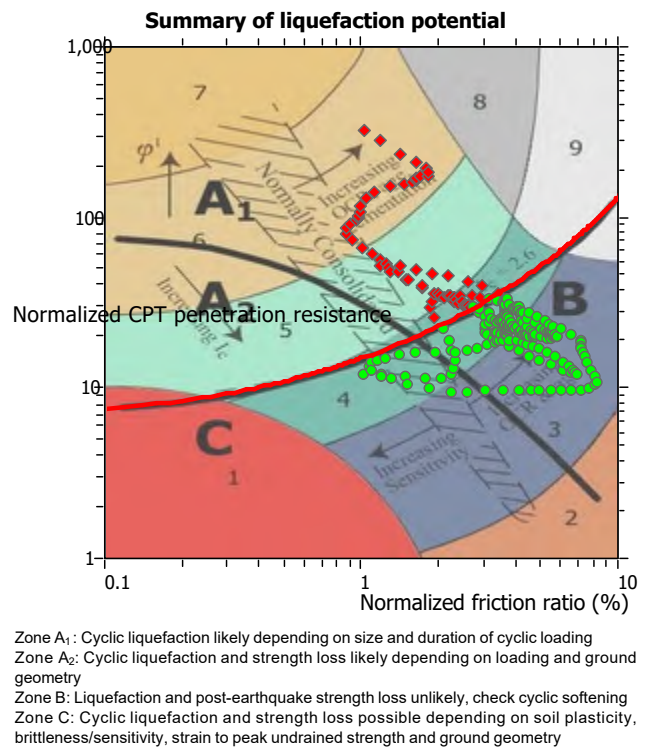 Summary of liquefaction potential
1,000
7
8
9
φ'
A1
Increasing
OCR
Normally Consolidated
100
6
2.6
A2
B
Increasing Ic
Normalized CPT penetration resistance
5
10
4
C
3
Increasing
Sensitivity
1
2
1
0.1
1
10
Normalized friction ratio (%)
Zone A1: Cyclic liquefaction likely depending on size and duration of cyclic loading
Zone A2: Cyclic liquefaction and strength loss likely depending on loading and ground
geometry
Zone B: Liquefaction and post-earthquake strength loss unlikely, check cyclic softening
Zone C: Cyclic liquefaction and strength loss possible depending on soil plasticity,
brittleness/sensitivity, strain to peak undrained strength and ground geometry